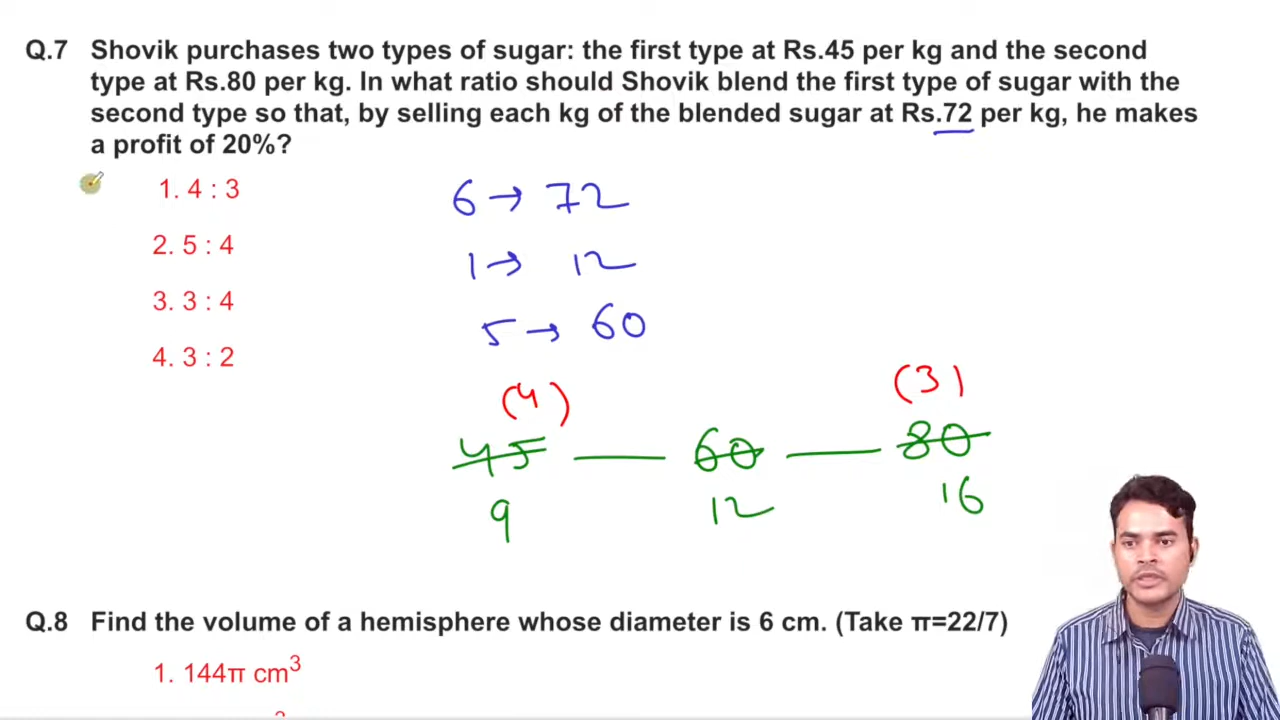 Q.7 Shovik purchases two types of sugar: the first type at Rs.45 per kg and the second
type at Rs.80 per kg. In what ratio should Shovik blend the first type of sugar with the
second type so that, by selling each kg of the blended sugar at Rs.72 per kg, he makes
a profit of 20%?
1. 4 : 3
2. 5 : 4
3. 3 : 4
4. 3 : 2
6 → 72
1 → 12
5 → 60
(4) (3)
45 — 60 — 80
9 12 16
Q.8 Find the volume of a hemisphere whose diameter is 6 cm. (Take π=22/7)
1. 144π cm³